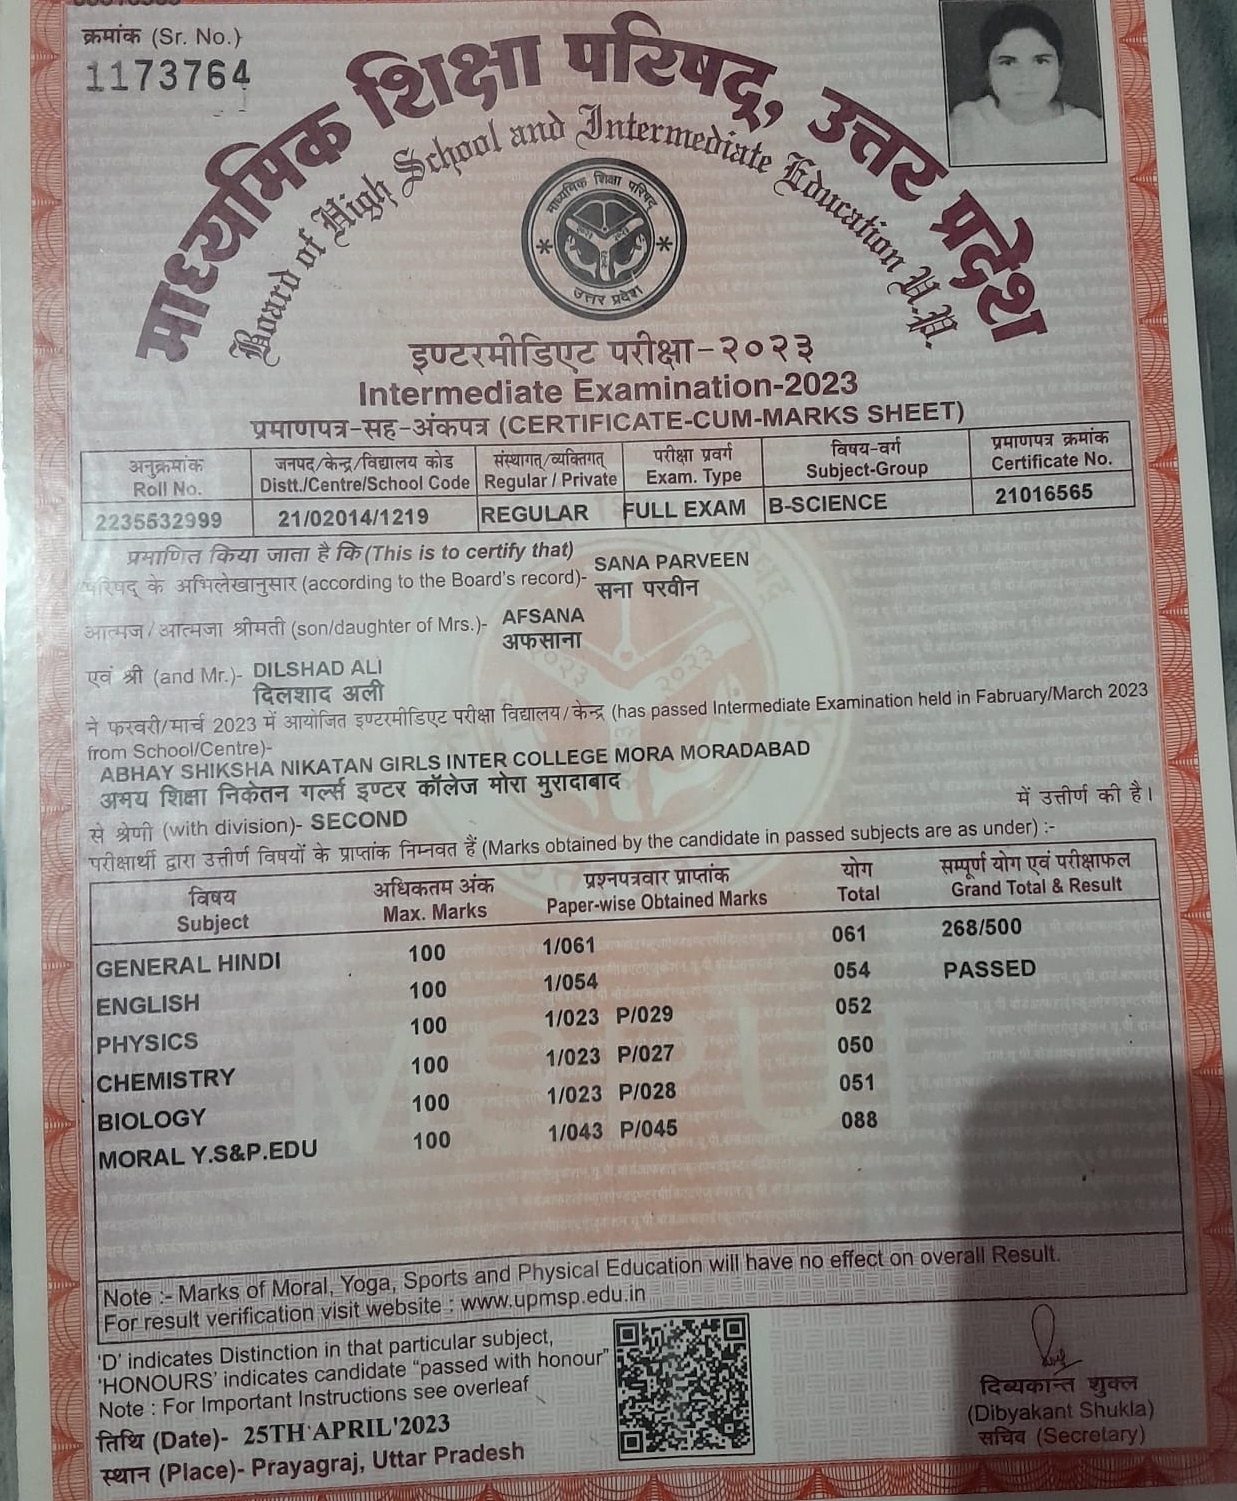 क्रमांक (Sr. No.)
1173764
माध्यमिक शिक्षा परिषद्, उत्तर प्रदेश
Board of High School and Intermediate Education U.P.
माध्यमिक शिक्षा परिषद्
उत्तर प्रदेश
इण्टरमीडिएट परीक्षा-२०२३
Intermediate Examination-2023
प्रमाणपत्र-सह-अंकपत्र (CERTIFICATE-CUM-MARKS SHEET)
अनुक्रमांक जनपद/केन्द्र/विद्यालय कोड संस्थागत्/व्यक्तिगत् परीक्षा प्रवर्ग विषय-वर्ग प्रमाणपत्र क्रमांक
Roll No. Distt./Centre/School Code Regular / Private Exam. Type Subject-Group Certificate No.
2235532999 21/02014/1219 REGULAR FULL EXAM B-SCIENCE 21016565
प्रमाणित किया जाता है कि (This is to certify that) SANA PARVEEN
परिषद् के अभिलेखानुसार (according to the Board's record)- सना परवीन
आत्मज/आत्मजा श्रीमती (son/daughter of Mrs.)- AFSANA
अफसाना
एवं श्री (and Mr.)- DILSHAD ALI
दिलशाद अली
ने फरवरी/मार्च 2023 में आयोजित इण्टरमीडिएट परीक्षा विद्यालय/केन्द्र (has passed Intermediate Examination held in Fabruary/March 2023
from School/Centre)-
ABHAY SHIKSHA NIKATAN GIRLS INTER COLLEGE MORA MORADABAD
अभय शिक्षा निकेतन गर्ल्स इण्टर कॉलेज मोरा मुरादाबाद
से श्रेणी (with division)- SECOND में उत्तीर्ण की है।
परीक्षार्थी द्वारा उत्तीर्ण विषयों के प्राप्तांक निम्नवत हैं (Marks obtained by the candidate in passed subjects are as under) :-
विषय अधिकतम अंक प्रश्नपत्रवार प्राप्तांक योग सम्पूर्ण योग एवं परीक्षाफल
Subject Max. Marks Paper-wise Obtained Marks Total Grand Total & Result
GENERAL HINDI 100 1/061 061 268/500
ENGLISH 100 1/054 054 PASSED
PHYSICS 100 1/023 P/029 052
CHEMISTRY 100 1/023 P/027 050
BIOLOGY 100 1/023 P/028 051
MORAL Y.S&P.EDU 100 1/043 P/045 088
Note :- Marks of Moral, Yoga, Sports and Physical Education will have no effect on overall Result.
For result verification visit website : www.upmsp.edu.in
'D' indicates Distinction in that particular subject,
'HONOURS' indicates candidate "passed with honour"
Note : For Important Instructions see overleaf
तिथि (Date)- 25TH APRIL'2023
स्थान (Place)- Prayagraj, Uttar Pradesh
दिव्यकान्त शुक्ल
(Dibyakant Shukla)
सचिव (Secretary)